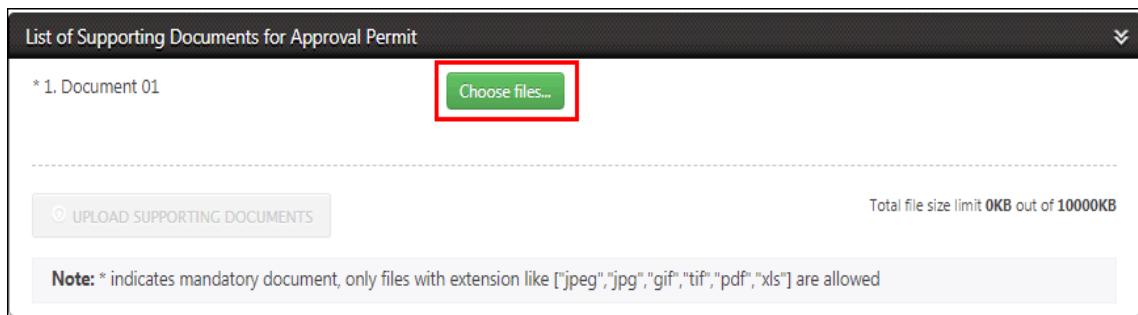 List of Supporting Documents for Approval Permit
* 1. Document 01
Choose files...
UPLOAD SUPPORTING DOCUMENTS
Total file size limit 0KB out of 10000KB
Note: * indicates mandatory document, only files with extension like ["jpeg","jpg","gif","tif","pdf","xls"] are allowed